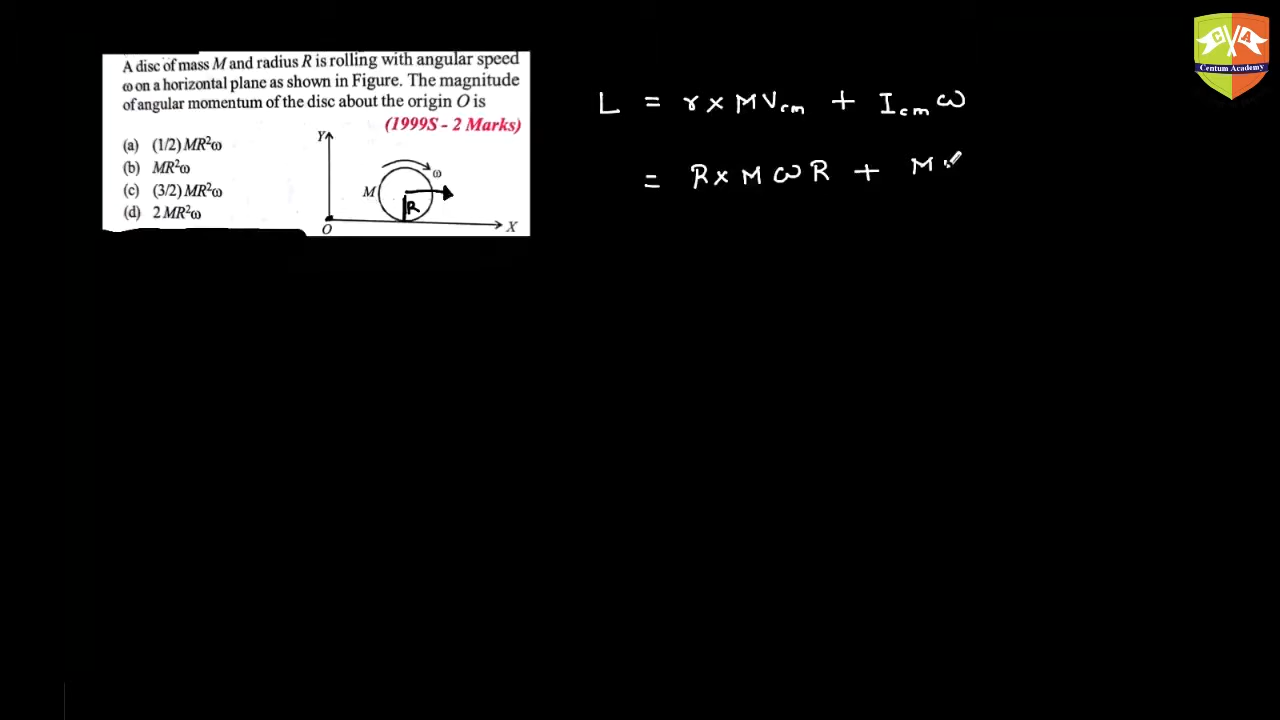 A disc of mass M and radius R is rolling with angular speed
ω on a horizontal plane as shown in Figure. The magnitude
of angular momentum of the disc about the origin O is
(1999S - 2 Marks)
(a) (1/2) MR²ω
(b) MR²ω
(c) (3/2) MR²ω
(d) 2 MR²ω
Y
ω
M
R
O
X
L = r × M V_cm + I_cm ω
= R × M ω R + M
C A
Centum Academy